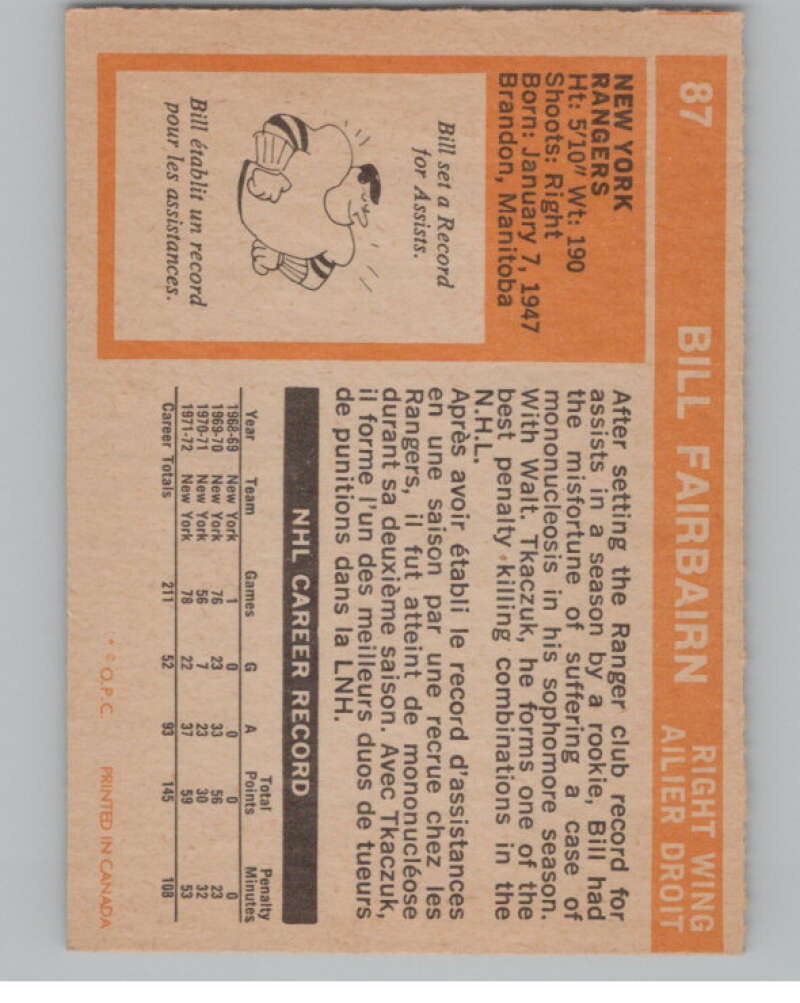 87 BILL FAIRBAIRN RIGHT WING
AILIER DROIT
NEW YORK
RANGERS
Ht: 5'10" Wt: 190
Shoots: Right
Born: January 7, 1947
Brandon, Manitoba
Bill set a Record
for Assists.
Bill établit un record
pour les assistances.
After setting the Ranger club record for
assists in a season by a rookie, Bill had
the misfortune of suffering a case of
mononucleosis in his sophomore season.
With Walt. Tkaczuk, he forms one of the
best penalty killing combinations in the
N.H.L.
Après avoir établi le record d'assistances
en une saison par une recrue chez les
Rangers, il fut atteint de mononucléose
durant sa deuxième saison. Avec Tkaczuk,
il forme l'un des meilleurs duos de tueurs
de punitions dans la LNH.
NHL CAREER RECORD
Year Team Games G A Total Points Penalty Minutes
1968-69 New York 1 0 0 0 0
1969-70 New York 76 23 33 56 23
1970-71 New York 56 7 23 30 32
1971-72 New York 78 22 37 59 53
Career Totals 211 52 93 145 108
* © O.P.C. PRINTED IN CANADA